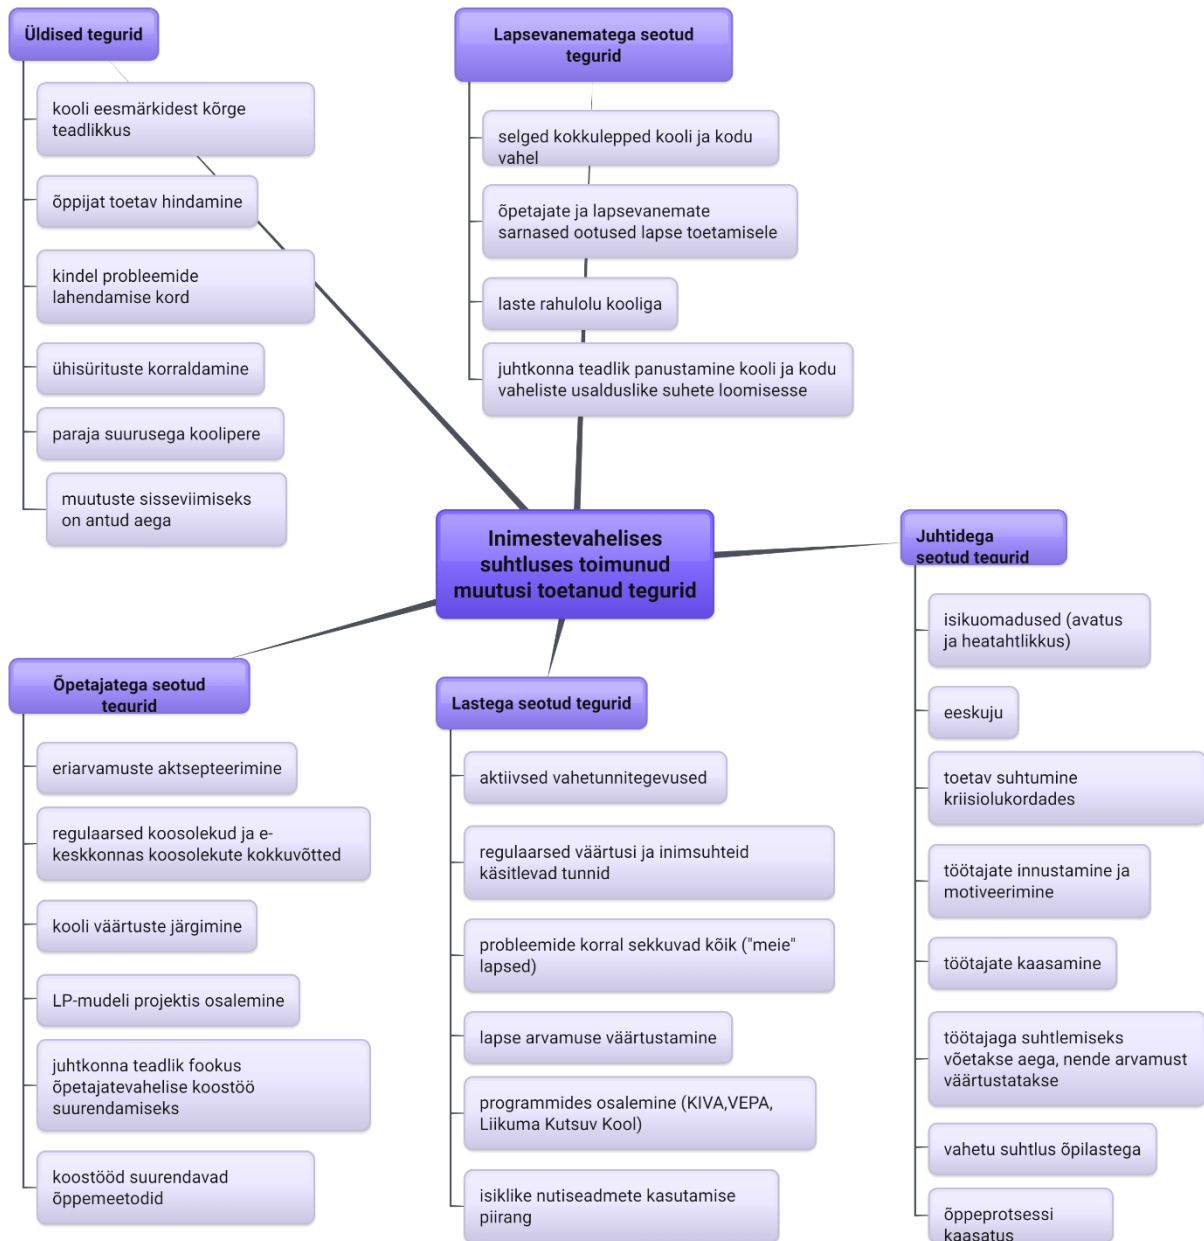 Üldised tegurid
kooli eesmärkidest kõrge
teadlikkus
õppijat toetav hindamine
kindel probleemide
lahendamise kord
ühisürituste korraldamine
paraja suurusega koolipere
muutuste sisseviimiseks
on antud aega
Lapsevanematega seotud
tegurid
selged kokkulepped kooli ja kodu
vahel
õpetajate ja lapsevanemate
sarnased ootused lapse toetamisele
laste rahulolu kooliga
juhtkonna teadlik panustamine kooli ja kodu
vaheliste usalduslike suhete loomisesse
Inimestevahelises
suhtluses toimunud
muutusi toetanud tegurid
Juhtidega
seotud tegurid
isikuomadused (avatus
ja heatahtlikkus)
eeskuju
toetav suhtumine
kriisiolukordades
töötajate innustamine ja
motiveerimine
töötajate kaasamine
töötajaga suhtlemiseks
võetakse aega, nende arvamust
väärtustatakse
vahetu suhtlus õpilastega
õppeprotsessi
kaasatus
Õpetajatega seotud
tegurid
eriarvamuste aktsepteerimine
regulaarsed koosolekud ja e-
keskkonnas koosolekute kokkuvõtted
kooli väärtuste järgimine
LP-mudeli projektis osalemine
juhtkonna teadlik fookus
õpetajatevahelise koostöö
suurendamiseks
koostööd suurendavad
õppemeetodid
Lastega seotud tegurid
aktiivsed vahetunnitegevused
regulaarsed väärtusi ja inimsuhteid
käsitlevad tunnid
probleemide korral sekkuvad kõik ("meie"
lapsed)
lapse arvamuse väärtustamine
programmides osalemine (KIVA,VEPA,
Liikuma Kutsuv Kool)
isiklike nutiseadmete kasutamise
piirang